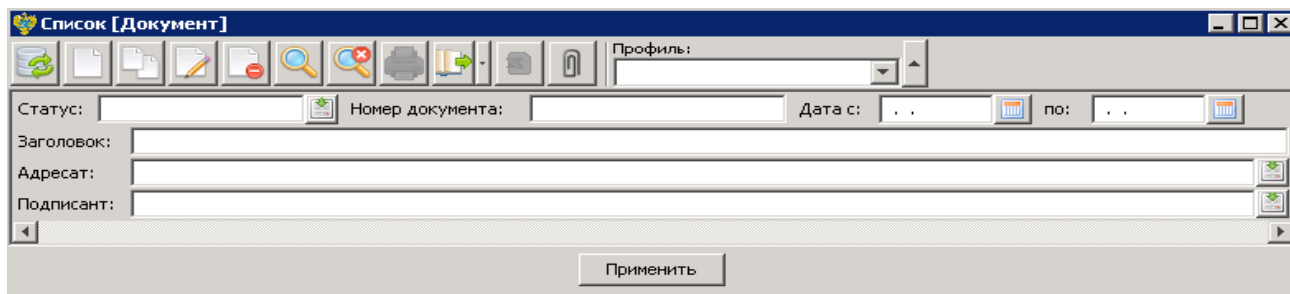 Список [Документ]
Профиль:
Статус: Номер документа: Дата с: . . по: . .
Заголовок:
Адресат:
Подписант:
Применить